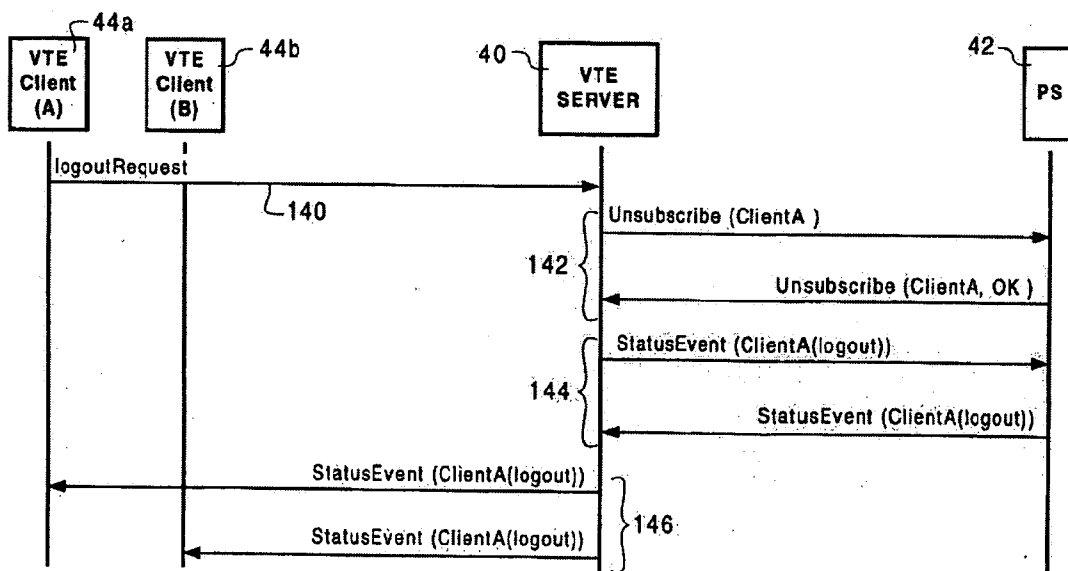 44a
VTE
Client
(A)
44b
VTE
Client
(B)
40
VTE
SERVER
42
PS
logoutRequest
140
Unsubscribe (ClientA )
142
Unsubscribe (ClientA, OK )
StatusEvent (ClientA(logout))
144
StatusEvent (ClientA(logout))
StatusEvent (ClientA(logout))
146
StatusEvent (ClientA(logout))